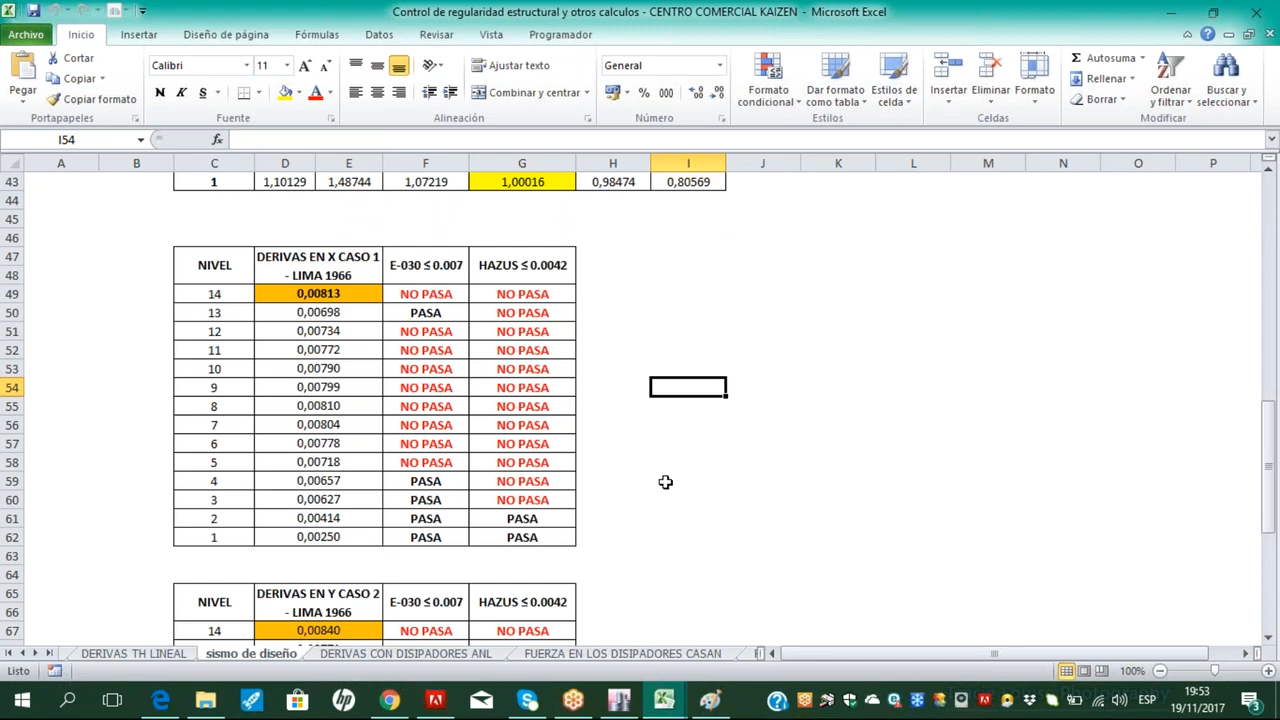 Control de regularidad estructural y otros calculos - CENTRO COMERCIAL KAIZEN - Microsoft Excel
Archivo Inicio Insertar Diseño de página Fórmulas Datos Revisar Vista Programador
Pegar Cortar Copiar Copiar formato Portapapeles
Calibri 11 N K S Fuente
Ajustar texto Combinar y centrar Alineación
General % 000 Número
Formato condicional Dar formato como tabla Estilos de celda Estilos
Insertar Eliminar Formato Celdas
Autosuma Rellenar Borrar Ordenar y filtrar Buscar y seleccionar Modificar
I54 fx
A B C D E F G H I J K L M N O P
43 1 1,10129 1,48744 1,07219 1,00016 0,98474 0,80569
44
45
46
47 NIVEL DERIVAS EN X CASO 1 E-030 ≤ 0.007 HAZUS ≤ 0.0042
48 - LIMA 1966
49 14 0,00813 NO PASA NO PASA
50 13 0,00698 PASA NO PASA
51 12 0,00734 NO PASA NO PASA
52 11 0,00772 NO PASA NO PASA
53 10 0,00790 NO PASA NO PASA
54 9 0,00799 NO PASA NO PASA
55 8 0,00810 NO PASA NO PASA
56 7 0,00804 NO PASA NO PASA
57 6 0,00778 NO PASA NO PASA
58 5 0,00718 NO PASA NO PASA
59 4 0,00657 PASA NO PASA
60 3 0,00627 PASA NO PASA
61 2 0,00414 PASA PASA
62 1 0,00250 PASA PASA
63
64
65 NIVEL DERIVAS EN Y CASO 2 E-030 ≤ 0.007 HAZUS ≤ 0.0042
66 - LIMA 1966
67 14 0,00840 NO PASA NO PASA
DERIVAS TH LINEAL sismo de diseño DERIVAS CON DISIPADORES ANL FUERZA EN LOS DISIPADORES CASAN
Listo 100%
ESP 19:53
19/11/2017